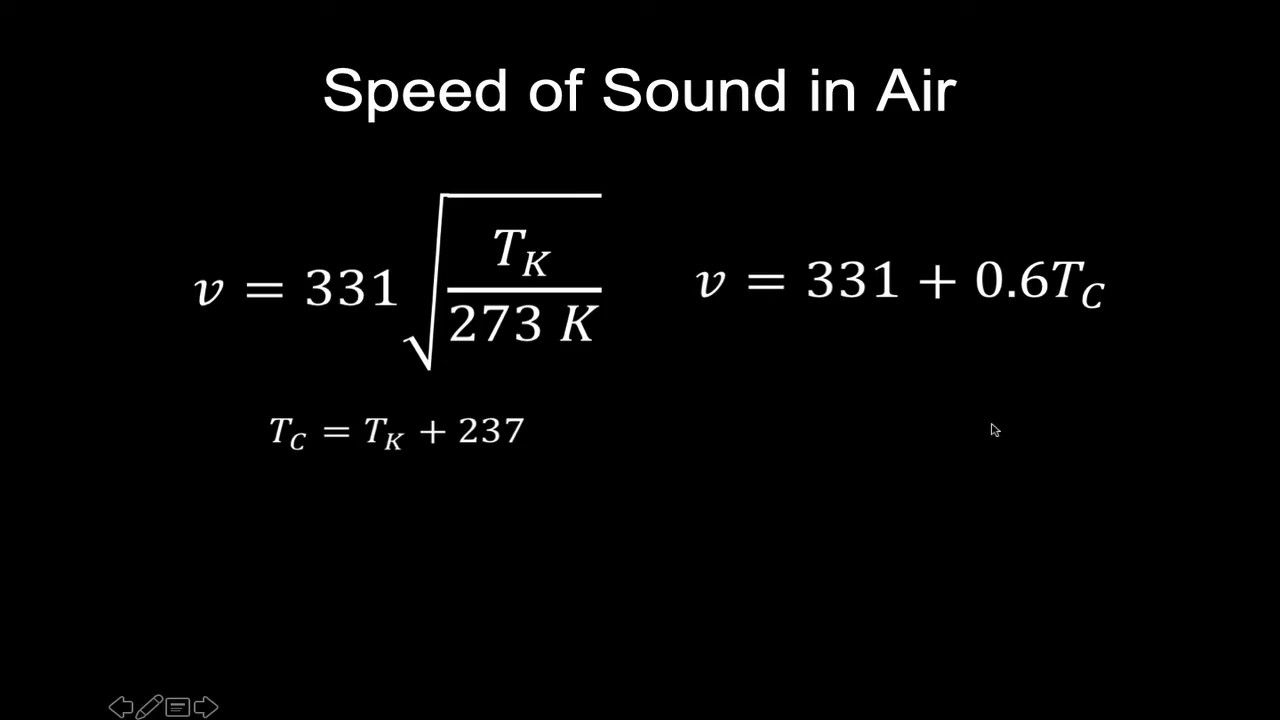 Speed of Sound in Air
v = 331 √(T_K / 273 K)
v = 331 + 0.6T_C
T_C = T_K + 237